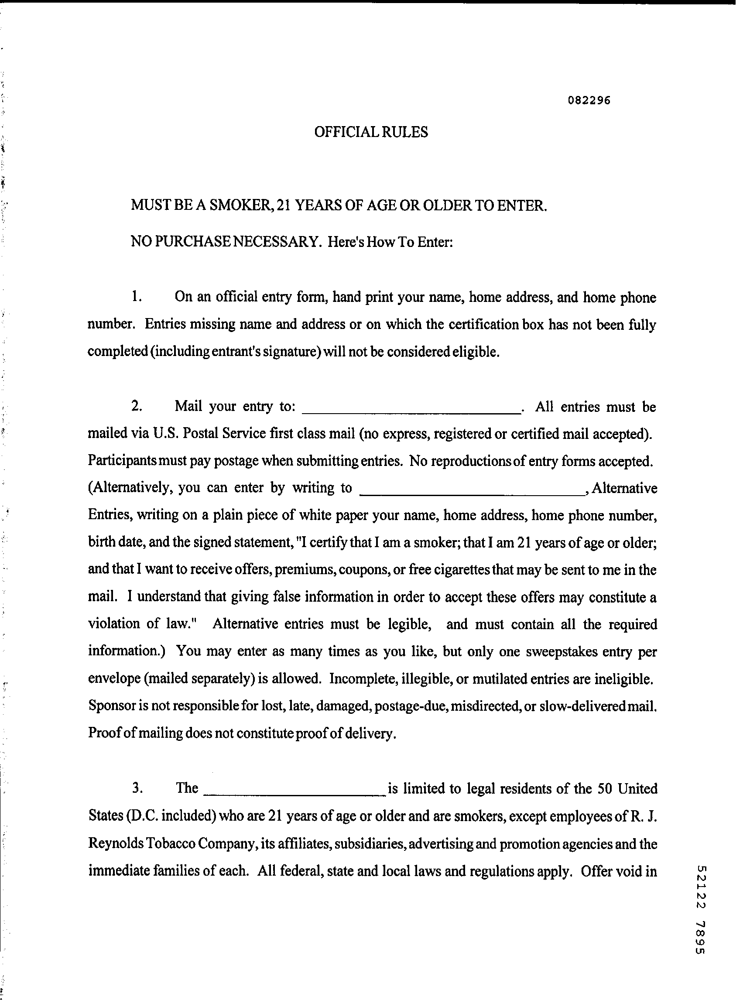 082296
OFFICIAL RULES
MUST BE A SMOKER, 21 YEARS OF AGE OR OLDER TO ENTER.
NO PURCHASE NECESSARY. Here's How To Enter:
1. On an official entry form, hand print your name, home address, and home phone
number. Entries missing name and address or on which the certification box has not been fully
completed (including entrant's signature) will not be considered eligible.
2. Mail your entry to: ______________________________. All entries must be
mailed via U.S. Postal Service first class mail (no express, registered or certified mail accepted).
Participants must pay postage when submitting entries. No reproductions of entry forms accepted.
(Alternatively, you can enter by writing to ______________________________, Alternative
Entries, writing on a plain piece of white paper your name, home address, home phone number,
birth date, and the signed statement, "I certify that I am a smoker; that I am 21 years of age or older;
and that I want to receive offers, premiums, coupons, or free cigarettes that may be sent to me in the
mail. I understand that giving false information in order to accept these offers may constitute a
violation of law." Alternative entries must be legible, and must contain all the required
information.) You may enter as many times as you like, but only one sweepstakes entry per
envelope (mailed separately) is allowed. Incomplete, illegible, or mutilated entries are ineligible.
Sponsor is not responsible for lost, late, damaged, postage-due, misdirected, or slow-delivered mail.
Proof of mailing does not constitute proof of delivery.
3. The _________________________ is limited to legal residents of the 50 United
States (D.C. included) who are 21 years of age or older and are smokers, except employees of R. J.
Reynolds Tobacco Company, its affiliates, subsidiaries, advertising and promotion agencies and the
immediate families of each. All federal, state and local laws and regulations apply. Offer void in
52122 7895